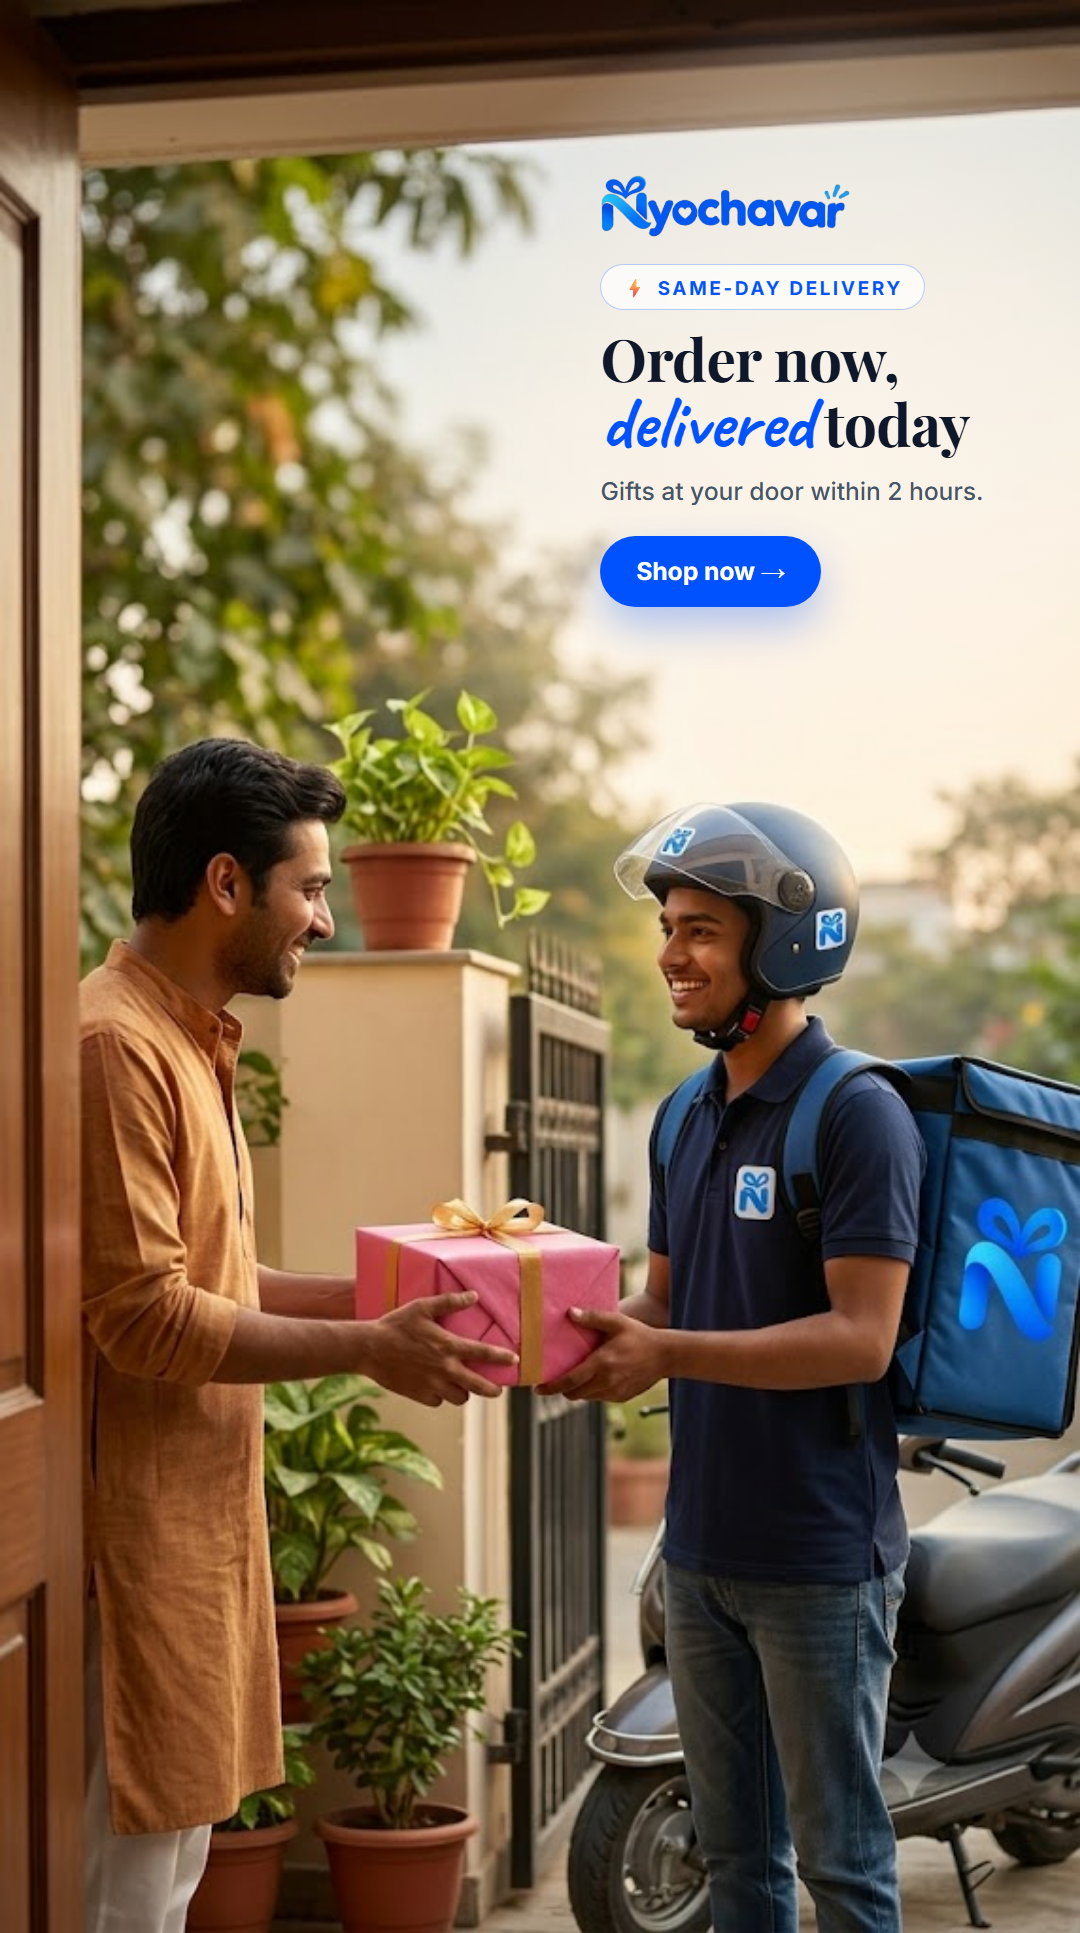 Nyochavar
SAME-DAY DELIVERY
Order now,
delivered today
Gifts at your door within 2 hours.
Shop now →
N
N
N
N